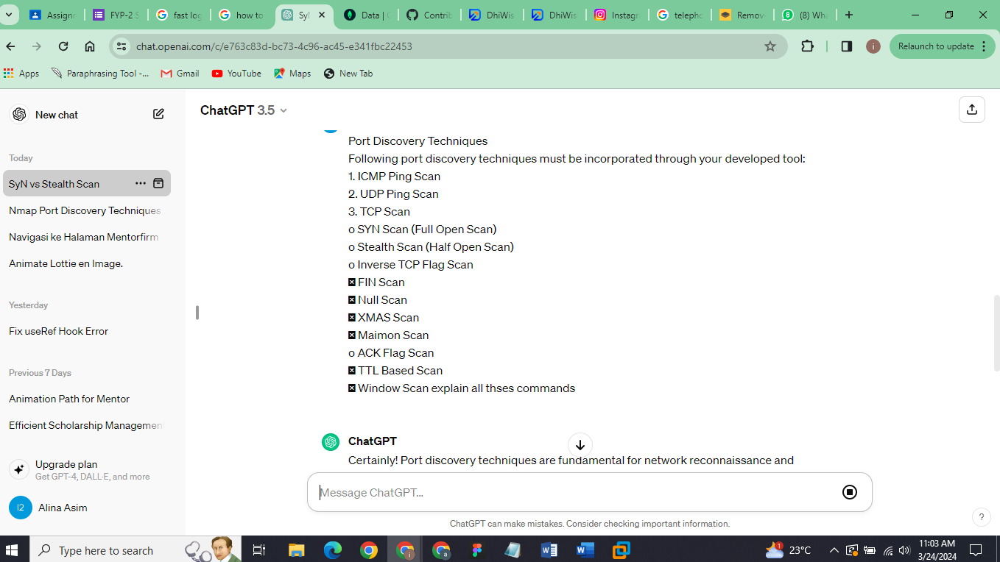 Assignm
FYP-2 S
fast log
how to
Syl
Data | 
Contrib
DhiWis
DhiWis
Instagr
telepho
Remov
(8) Wha
chat.openai.com/c/e763c83d-bc73-4c96-ac45-e341fbc22453
i
Relaunch to update
Apps
Paraphrasing Tool -...
Gmail
YouTube
Maps
New Tab
New chat
ChatGPT 3.5
Today
SyN vs Stealth Scan
Nmap Port Discovery Techniques
Navigasi ke Halaman Mentorfirm
Animate Lottie en Image.
Yesterday
Fix useRef Hook Error
Previous 7 Days
Animation Path for Mentor
Efficient Scholarship Managemen
Upgrade plan
Get GPT-4, DALL·E, and more
I2
Alina Asim
Port Discovery Techniques
Following port discovery techniques must be incorporated through your developed tool:
1. ICMP Ping Scan
2. UDP Ping Scan
3. TCP Scan
o SYN Scan (Full Open Scan)
o Stealth Scan (Half Open Scan)
o Inverse TCP Flag Scan
FIN Scan
Null Scan
XMAS Scan
Maimon Scan
o ACK Flag Scan
TTL Based Scan
Window Scan explain all thses commands
ChatGPT
Certainly! Port discovery techniques are fundamental for network reconnaissance and
Message ChatGPT...
ChatGPT can make mistakes. Consider checking important information.
?
Type here to search
1
23°C
11:03 AM
3/24/2024